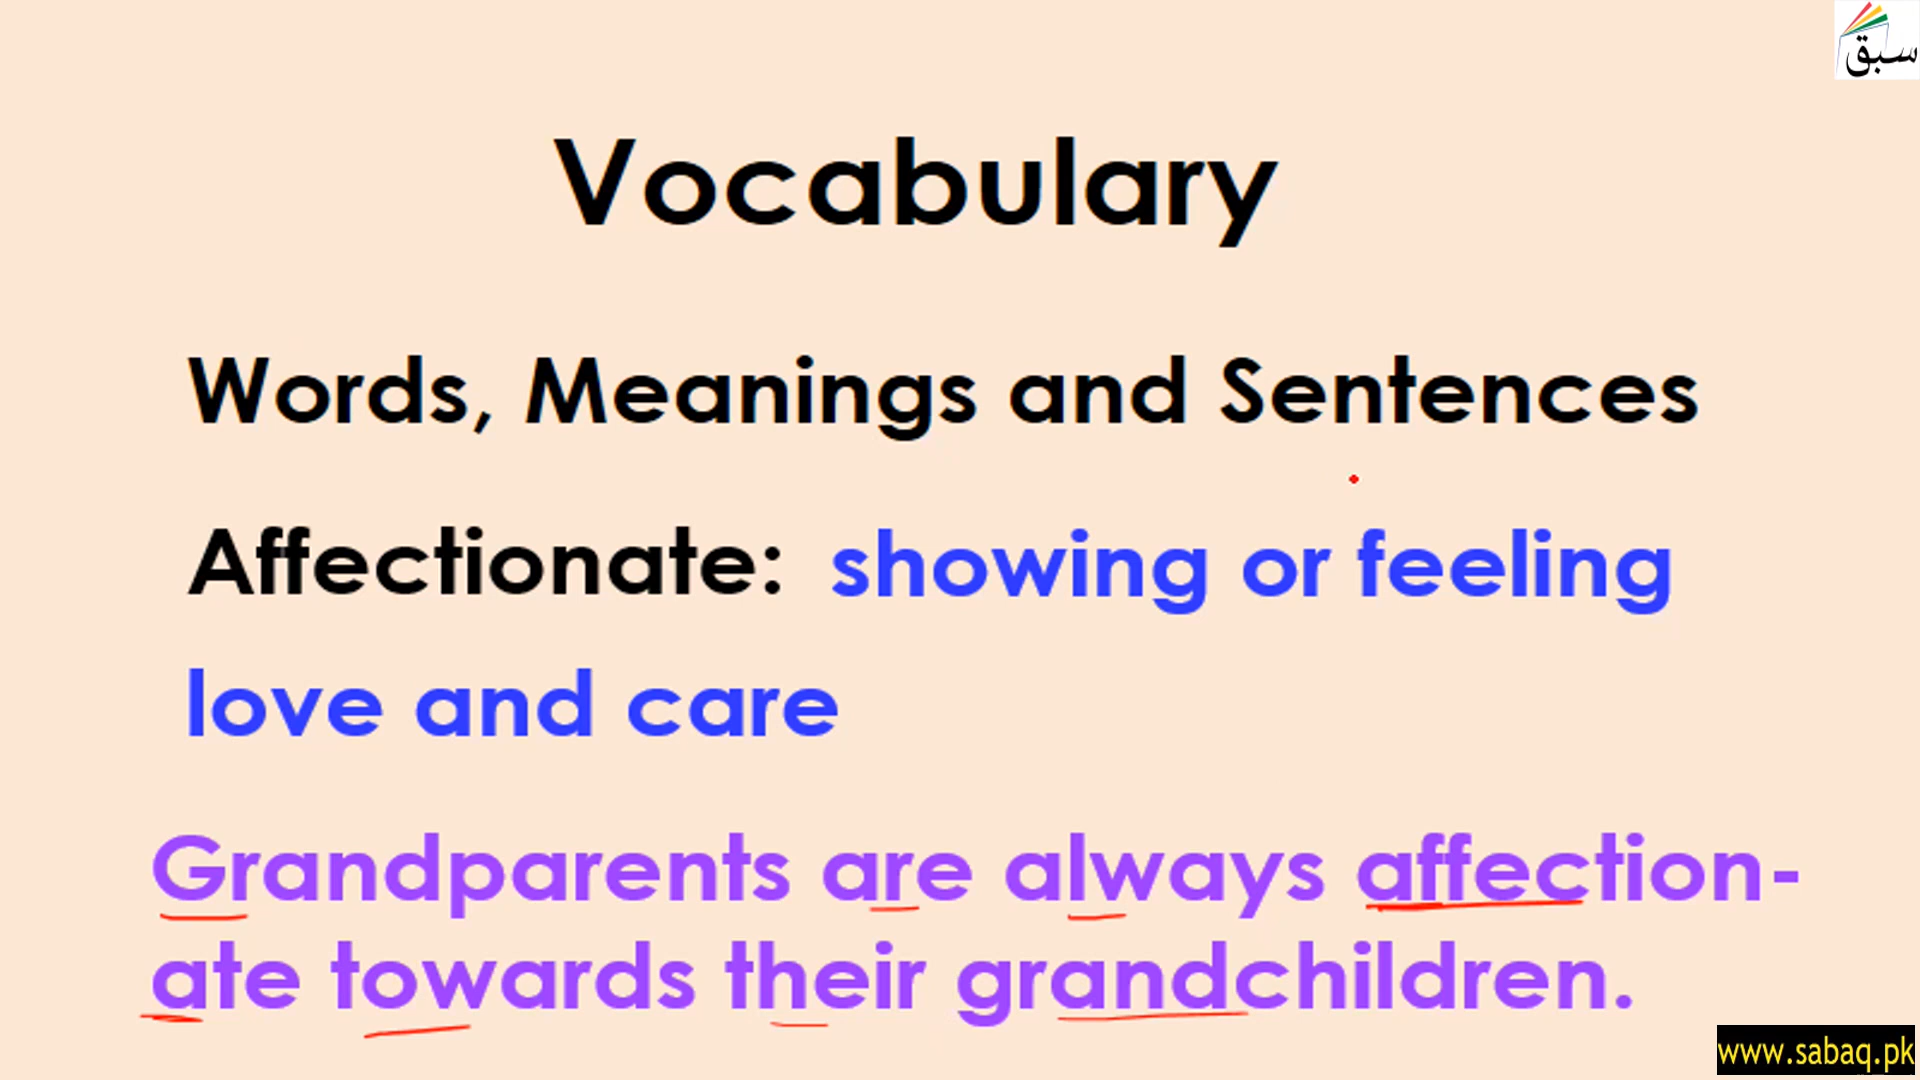 سبق
Vocabulary
Words, Meanings and Sentences
Affectionate: showing or feeling
love and care
Grandparents are always affection-
ate towards their grandchildren.
www.sabaq.pk